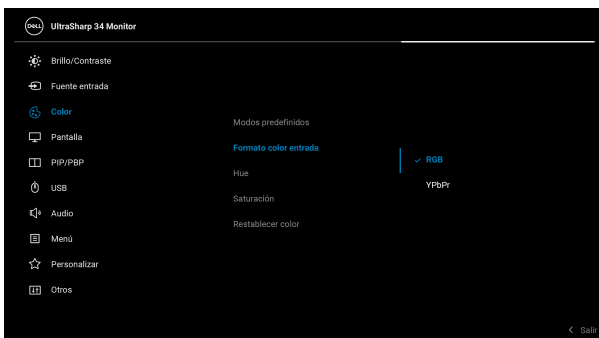 DELL UltraSharp 34 Monitor
Brillo/Contraste
Fuente entrada
Color
Pantalla
PIP/PBP
USB
Audio
Menú
Personalizar
Otros
Modos predefinidos
Formato color entrada
Hue
Saturación
Restablecer color
RGB
YPbPr
Salir